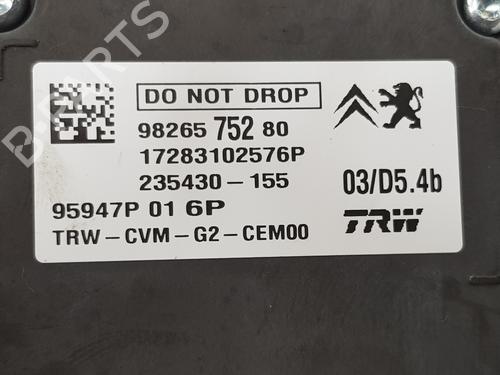 DO NOT DROP
98265 752 80
17283102576P
235430-155
03/D5.4b
95947P 01 6P
TRW-CVM-G2-CEM00
TRW
B-PARTS